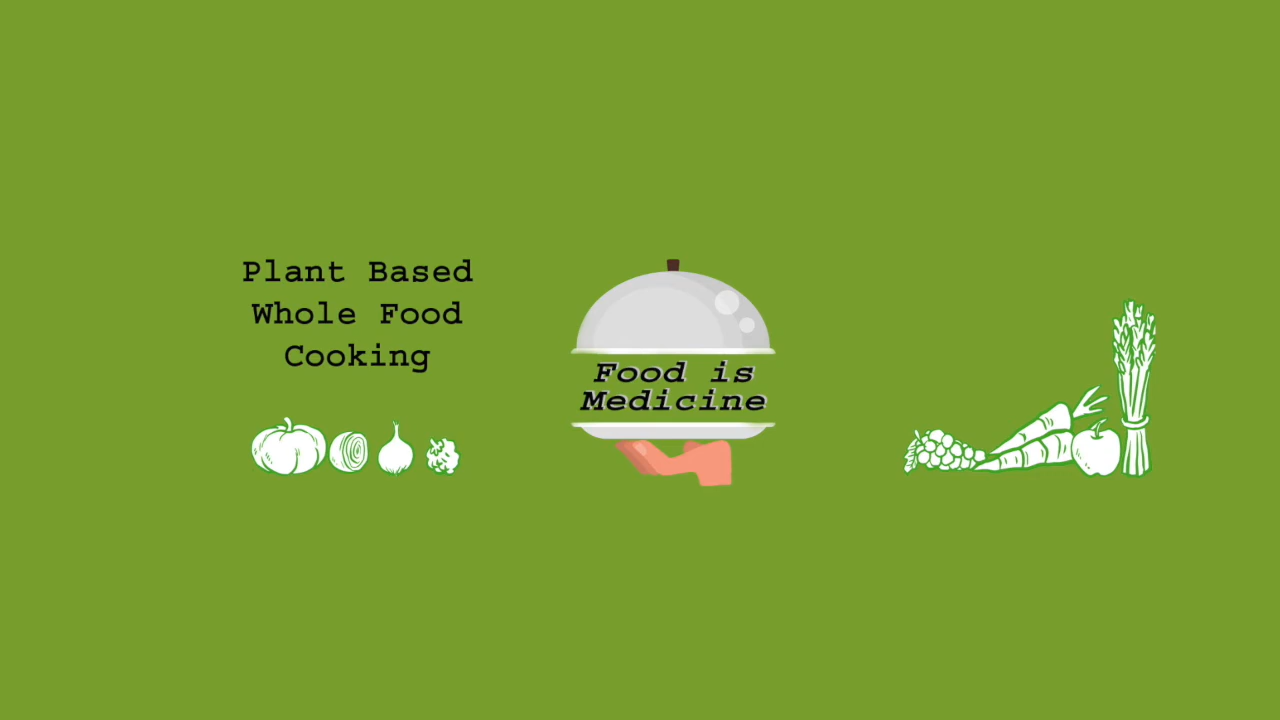 Plant Based
Whole Food
Cooking
Food is
Medicine